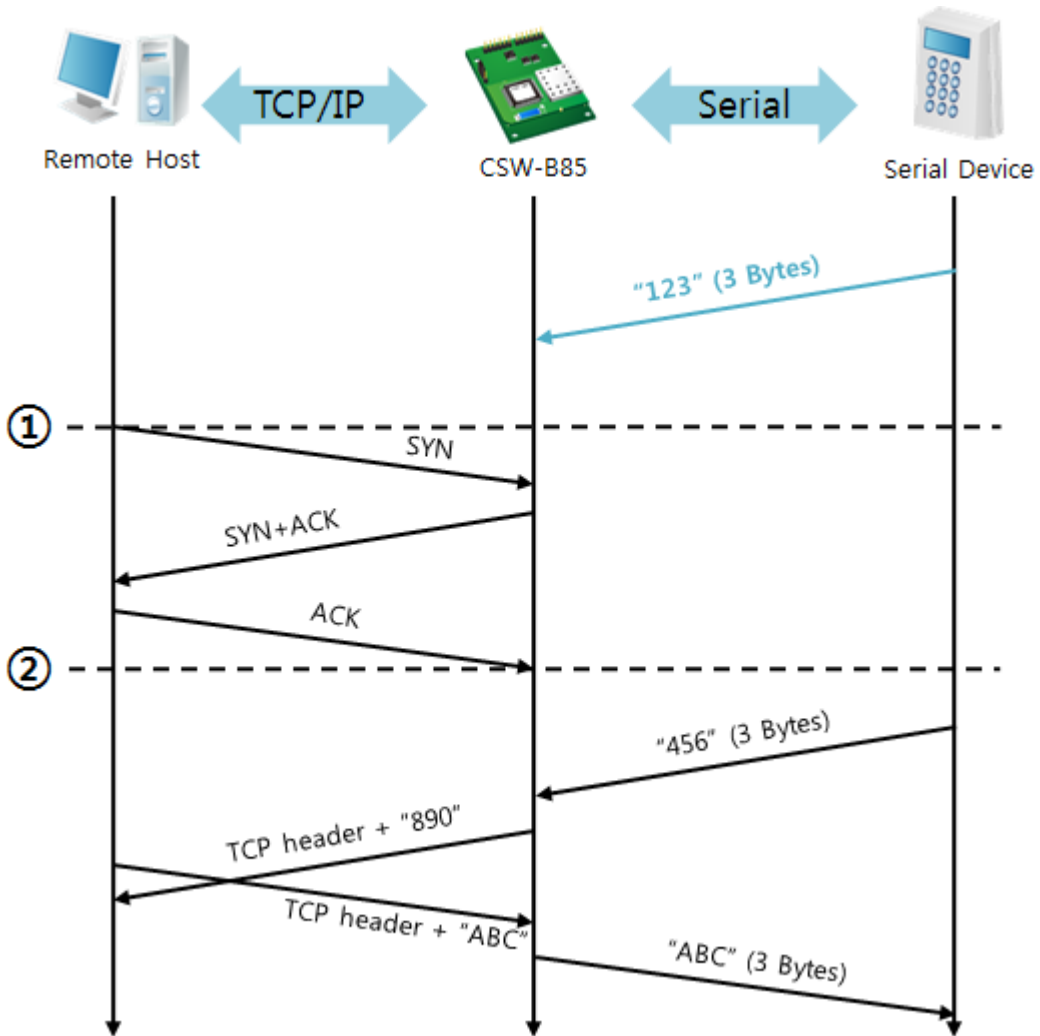 TCP/IP
Serial
Remote Host
CSW-B85
Serial Device
“123” (3 Bytes)
①
SYN
SYN+ACK
ACK
②
“456” (3 Bytes)
TCP header + "890"
TCP header + “ABC”
“ABC” (3 Bytes)